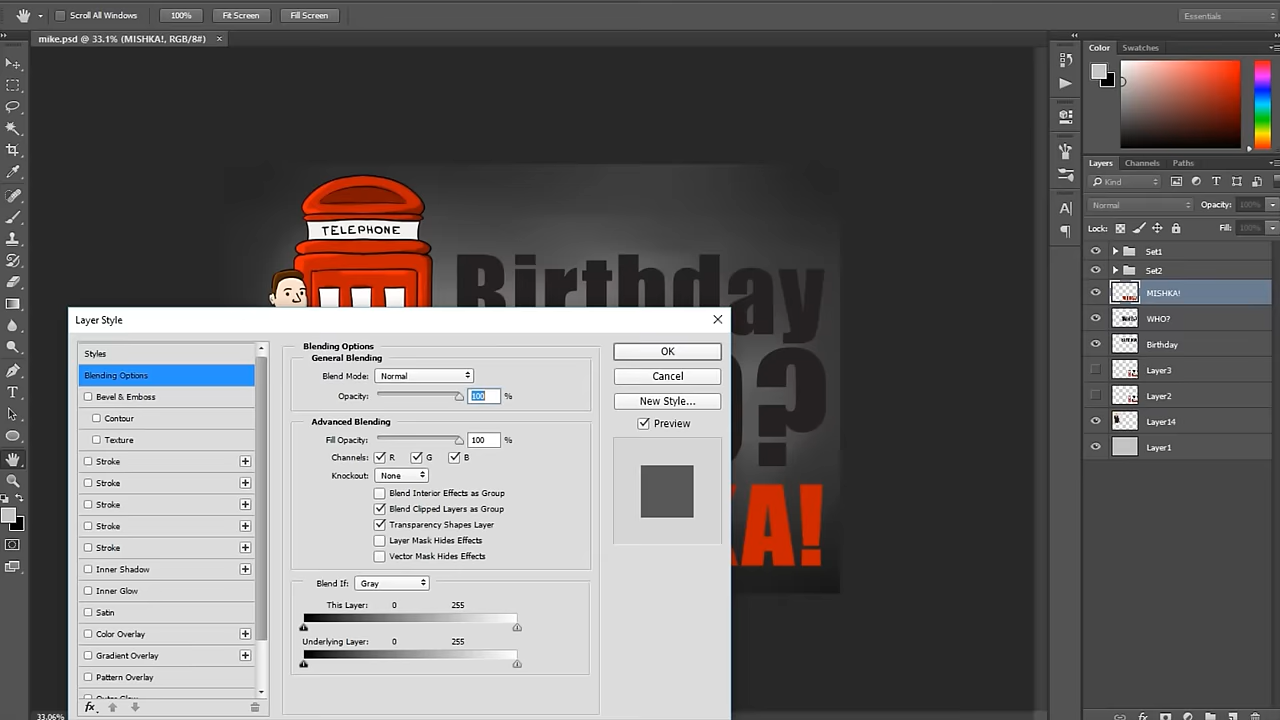 Scroll All Windows 100% Fit Screen Fill Screen Essentials
mike.psd @ 33.1% (MISHKA!, RGB/8#) ×
Color Swatches
TELEPHONE
Birthday
?
KA!
Layers Channels Paths
Kind
Normal Opacity: 100%
Lock: Fill: 100%
Set1
Set2
MISHKA!
WHO?
Birthday
Layer3
Layer2
Layer14
Layer1
Layer Style
Styles
Blending Options
Bevel & Emboss
Contour
Texture
Stroke
Stroke
Stroke
Stroke
Stroke
Inner Shadow
Inner Glow
Satin
Color Overlay
Gradient Overlay
Pattern Overlay
Outer Glow
fx
Blending Options
General Blending
Blend Mode: Normal
Opacity: 100 %
Advanced Blending
Fill Opacity: 100 %
Channels: R G B
Knockout: None
Blend Interior Effects as Group
Blend Clipped Layers as Group
Transparency Shapes Layer
Layer Mask Hides Effects
Vector Mask Hides Effects
Blend If: Gray
This Layer: 0 255
Underlying Layer: 0 255
OK
Cancel
New Style...
Preview
33.06%